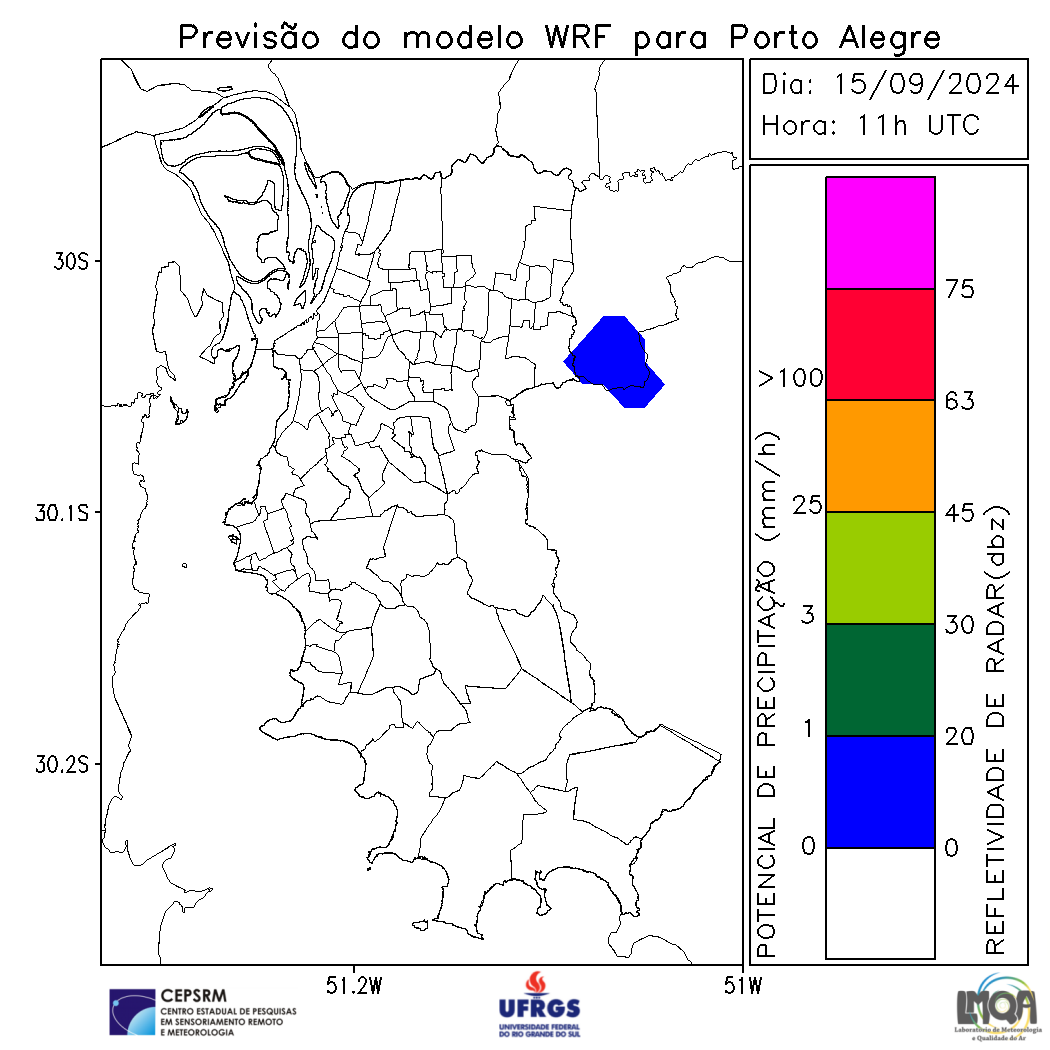 Previsão do modelo WRF para Porto Alegre
Dia: 15/09/2024
Hora: 11h UTC
30S
30.1S
30.2S
51.2W
51W
POTENCIAL DE PRECIPITAÇÃO (mm/h)
>100
25
3
1
0
75
63
45
30
20
0
REFLETIVIDADE DE RADAR(dbz)
CEPSRM
CENTRO ESTADUAL DE PESQUISAS
EM SENSORIAMENTO REMOTO
E METEOROLOGIA
UFRGS
UNIVERSIDADE FEDERAL
DO RIO GRANDE DO SUL
LMQA
Laboratório de Meteorologia
e Qualidade do Ar